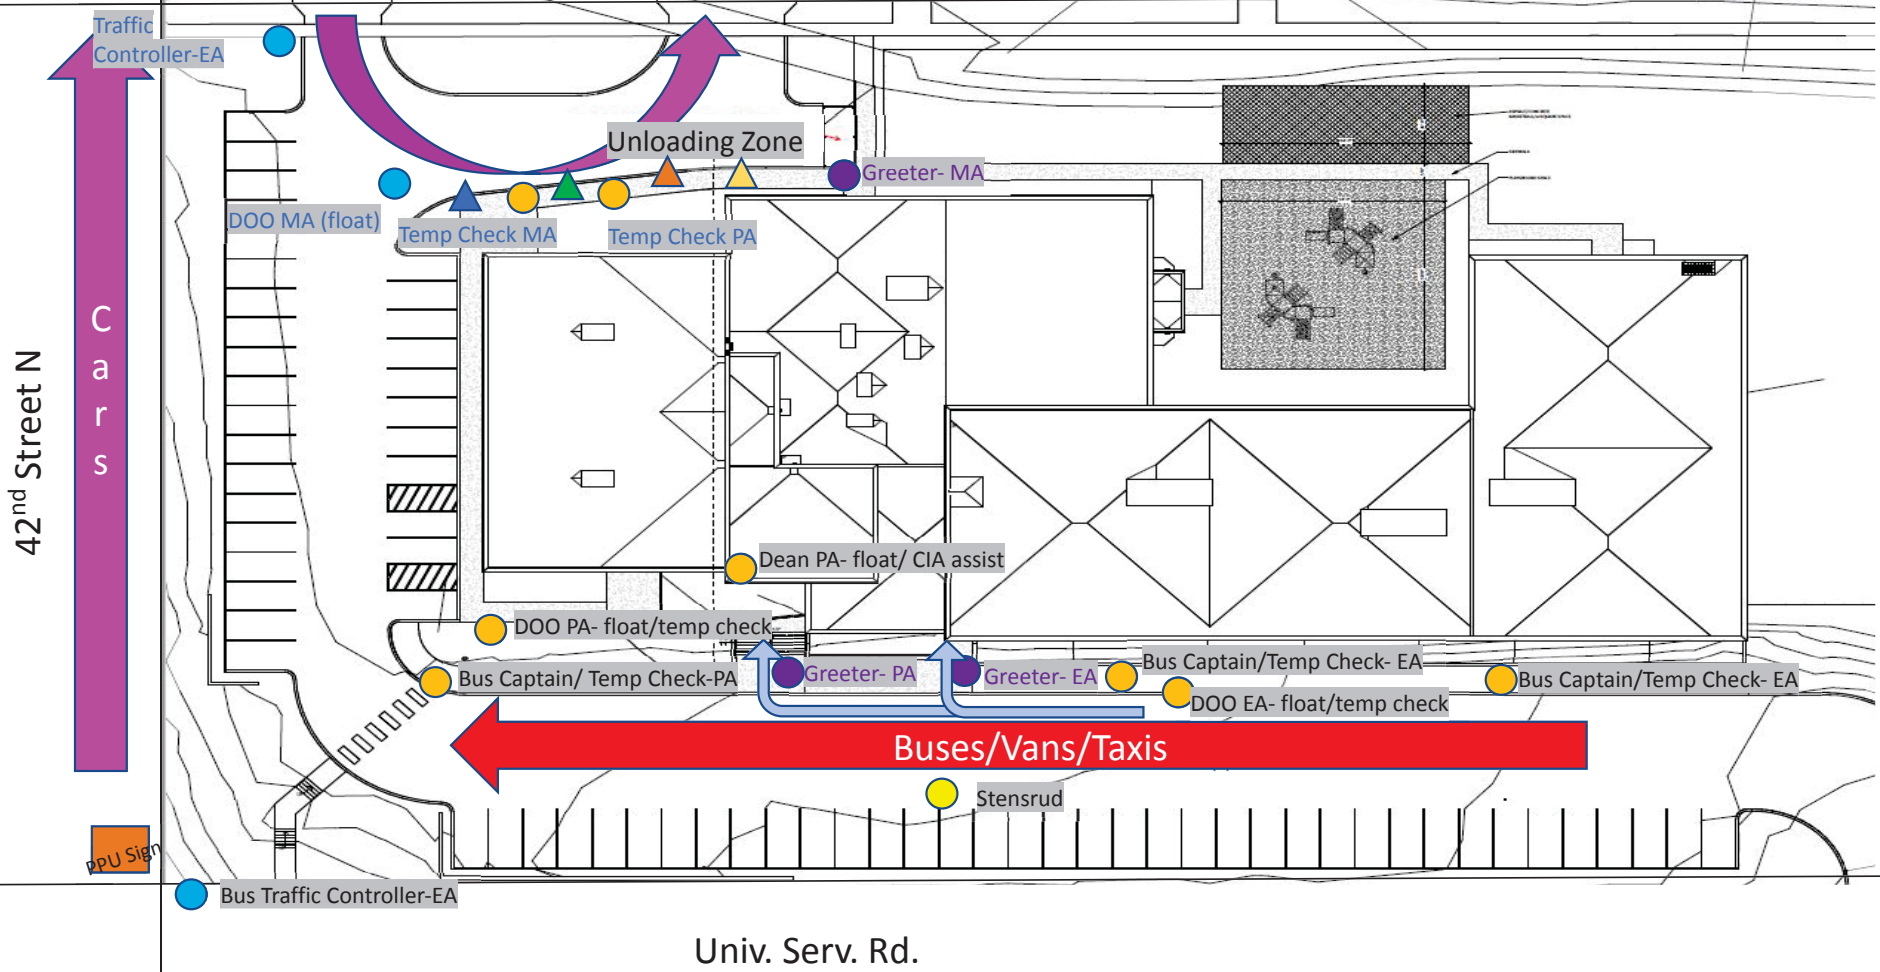 Traffic
Controller-EA
Unloading Zone
Greeter- MA
DOO MA (float)
Temp Check MA
Temp Check PA
Cars
42nd Street N
Dean PA- float/ CIA assist
DOO PA- float/temp check
Bus Captain/ Temp Check-PA
Greeter- PA
Greeter- EA
Bus Captain/Temp Check- EA
DOO EA- float/temp check
Bus Captain/Temp Check- EA
Buses/Vans/Taxis
Stensrud
PPU Sign
Bus Traffic Controller-EA
Univ. Serv. Rd.